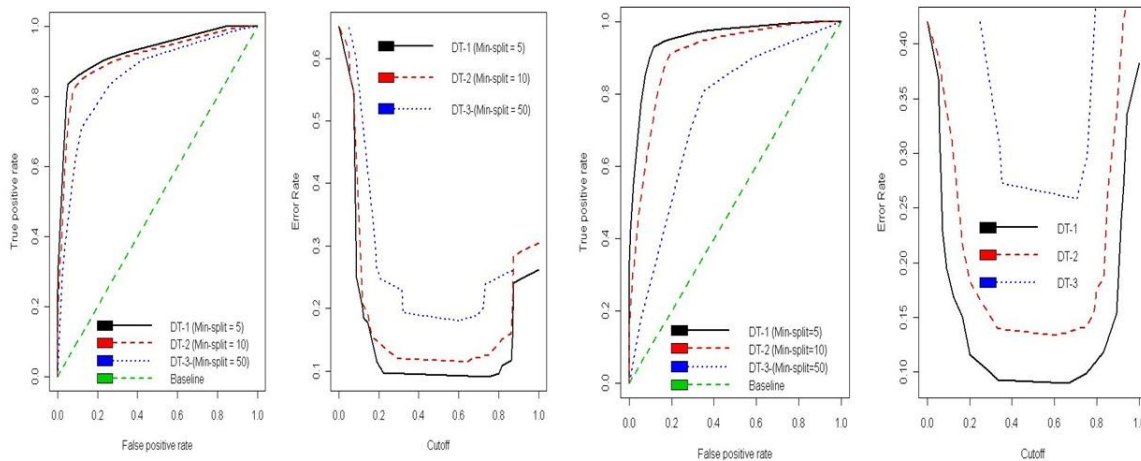 True positive rate
0.0
0.2
0.4
0.6
0.8
1.0
0.0 0.2 0.4 0.6 0.8 1.0
False positive rate
DT-1 (Min-split = 5)
DT-2 (Min-split = 10)
DT-3-(Min-split = 50)
Baseline
Error Rate
0.1
0.2
0.3
0.4
0.5
0.6
0.0 0.2 0.4 0.6 0.8 1.0
Cutoff
DT-1 (Min-split = 5)
DT-2 (Min-split = 10)
DT-3-(Min-split = 50)
True positive rate
0.0
0.2
0.4
0.6
0.8
1.0
0.0 0.2 0.4 0.6 0.8 1.0
False positive rate
DT-1 (Min-split=5)
DT-2 (Min-split=10)
DT-3-(Min-split=50)
Baseline
Error Rate
0.10
0.15
0.20
0.25
0.30
0.35
0.40
0.0 0.2 0.4 0.6 0.8 1.0
Cutoff
DT-1
DT-2
DT-3